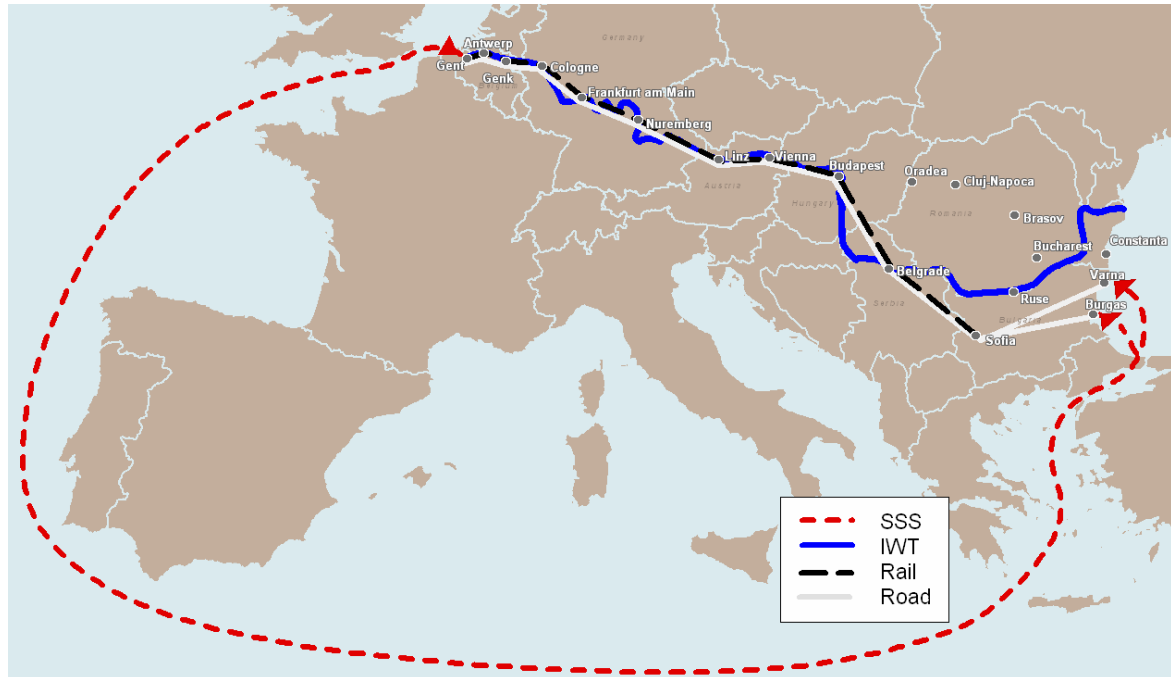 Germany
Antwerp
Gent
Genk
Cologne
Belgium
Frankfurt am Main
Nuremberg
Linz
Vienna
Budapest
Austria
Hungary
Oradea
Cluj-Napoca
Romania
Brasov
Bucharest
Constanta
Belgrade
Varna
Ruse
Burgas
Serbia
Bulgaria
Sofia
SSS
IWT
Rail
Road